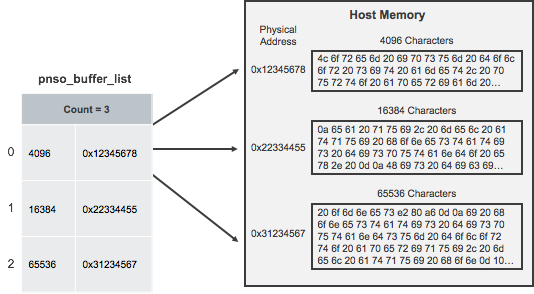 Host Memory
Physical
Address
4096 Characters
0x12345678
4c 6f 72 65 6d 20 69 70 73 75 6d 20 64 6f 6c
6f 72 20 73 69 74 20 61 6d 65 74 2c 20 70
75 72 74 6f 20 61 70 65 72 69 61 6d 20...
16384 Characters
0x22334455
0a 65 61 20 71 75 69 2c 20 6d 65 6c 20 61
74 71 75 69 20 68 6f 6e 65 73 74 61 74 69
73 20 64 69 73 70 75 74 61 6e 64 6f 20 65
78 2e 20 0d 0a 48 69 73 20 64 69 63 69...
65536 Characters
0x31234567
20 6f 6d 6e 65 73 e2 80 a6 0d 0a 69 20 68
6f 6e 65 73 74 61 74 69 73 20 64 69 73 70
75 74 61 6e 64 73 75 6d 20 64 6f 6c 6f 72
74 6f 20 61 70 65 72 69 71 75 69 2c 20 6d
65 6c 20 61 74 71 75 69 20 68 6f 6e 0d 10...
pnso_buffer_list
Count = 3
0 4096 0x12345678
1 16384 0x22334455
2 65536 0x31234567